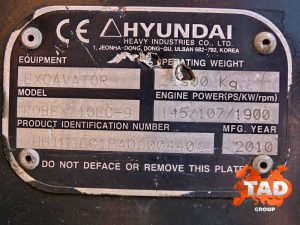 CE HYUNDAI
HEAVY INDUSTRIES CO., LTD.
1, JEONHA-DONG, DONG-GU, ULSAN 682-792, KOREA
EQUIPMENT OPERATING WEIGHT
EXCAVATOR Kg
MODEL ENGINE POWER(PS/KW/rpm)
145/107/1900
PRODUCT IDENTIFICATION NUMBER MFG. YEAR
2010
DO NOT DEFACE OR REMOVE THIS PLATE
TAD
GROUP